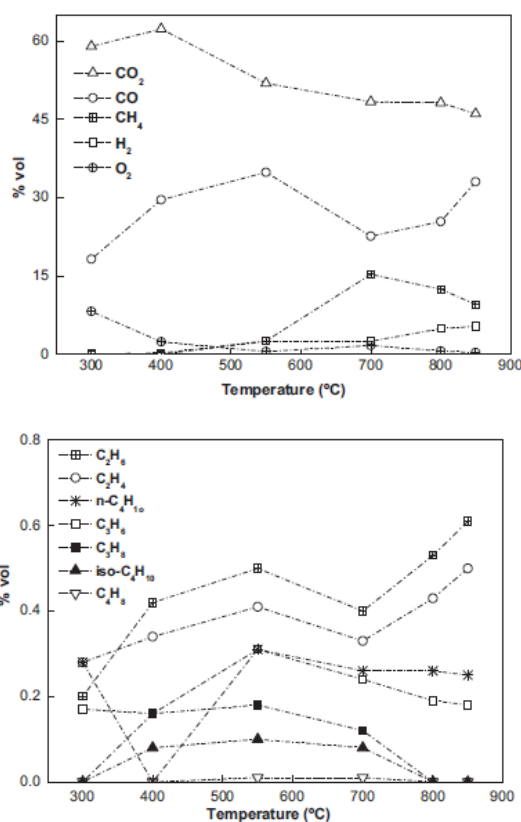 60
45
30
15
0
% vol
CO₂
CO
CH₄
H₂
O₂
300 400 500 600 700 800 900
Temperature (ºC)
0.8
0.6
0.4
0.2
0.0
% vol
C₂H₆
C₂H₄
n-C₄H₁₀
C₃H₆
C₃H₈
iso-C₄H₁₀
C₄H₈
300 400 500 600 700 800 900
Temperature (ºC)